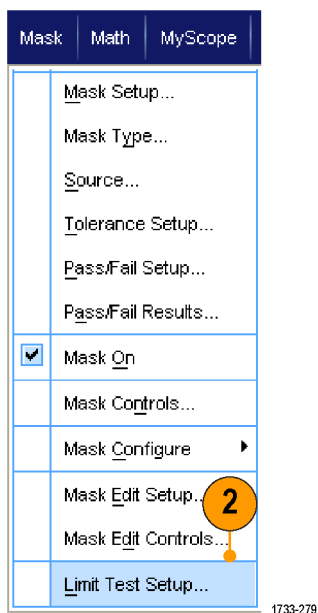 Mask Math MyScope
Mask Setup...
Mask Type...
Source...
Tolerance Setup...
Pass/Fail Setup...
Pass/Fail Results...
Mask On
Mask Controls...
Mask Configure
Mask Edit Setup...
2
Mask Edit Controls...
Limit Test Setup...
1733-279